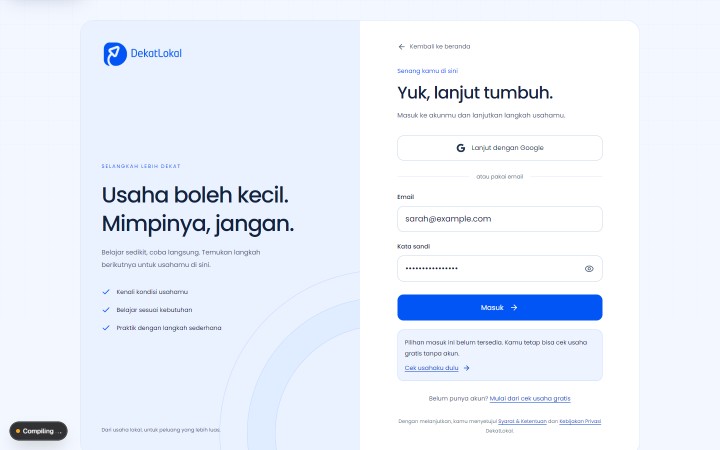 DekatLokal
SELANGKAH LEBIH DEKAT
Usaha boleh kecil.
Mimpinya, jangan.
Belajar sedikit, coba langsung. Temukan langkah
berikutnya untuk usahamu di sini.
Kenali kondisi usahamu
Belajar sesuai kebutuhan
Praktik dengan langkah sederhana
Dari usaha lokal, untuk peluang yang lebih luas.
Kembali ke beranda
Senang kamu di sini
Yuk, lanjut tumbuh.
Masuk ke akunmu dan lanjutkan langkah usahamu.
Lanjut dengan Google
atau pakai email
Email
sarah@example.com
Kata sandi
••••••••••••••••
Masuk
Pilihan masuk ini belum tersedia. Kamu tetap bisa cek usaha
gratis tanpa akun.
Cek usahaku dulu
Belum punya akun? Mulai dari cek usaha gratis
Dengan melanjutkan, kamu menyetujui Syarat & Ketentuan dan Kebijakan Privasi
DekatLokal.
Compiling ..